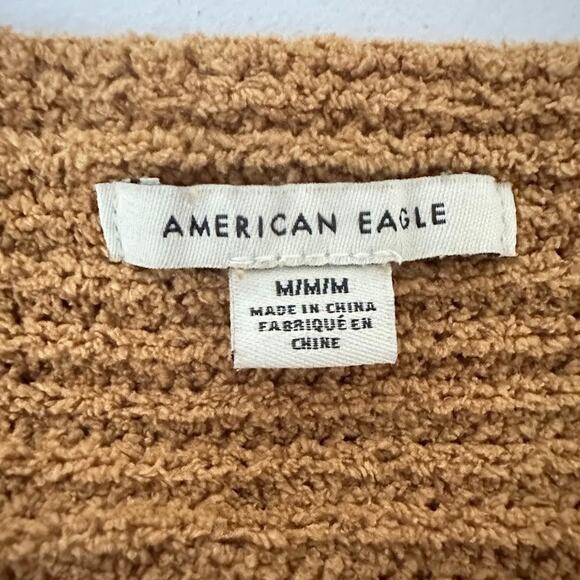 AMERICAN EAGLE
M/M/M
MADE IN CHINA
FABRIQUÉ EN
CHINE